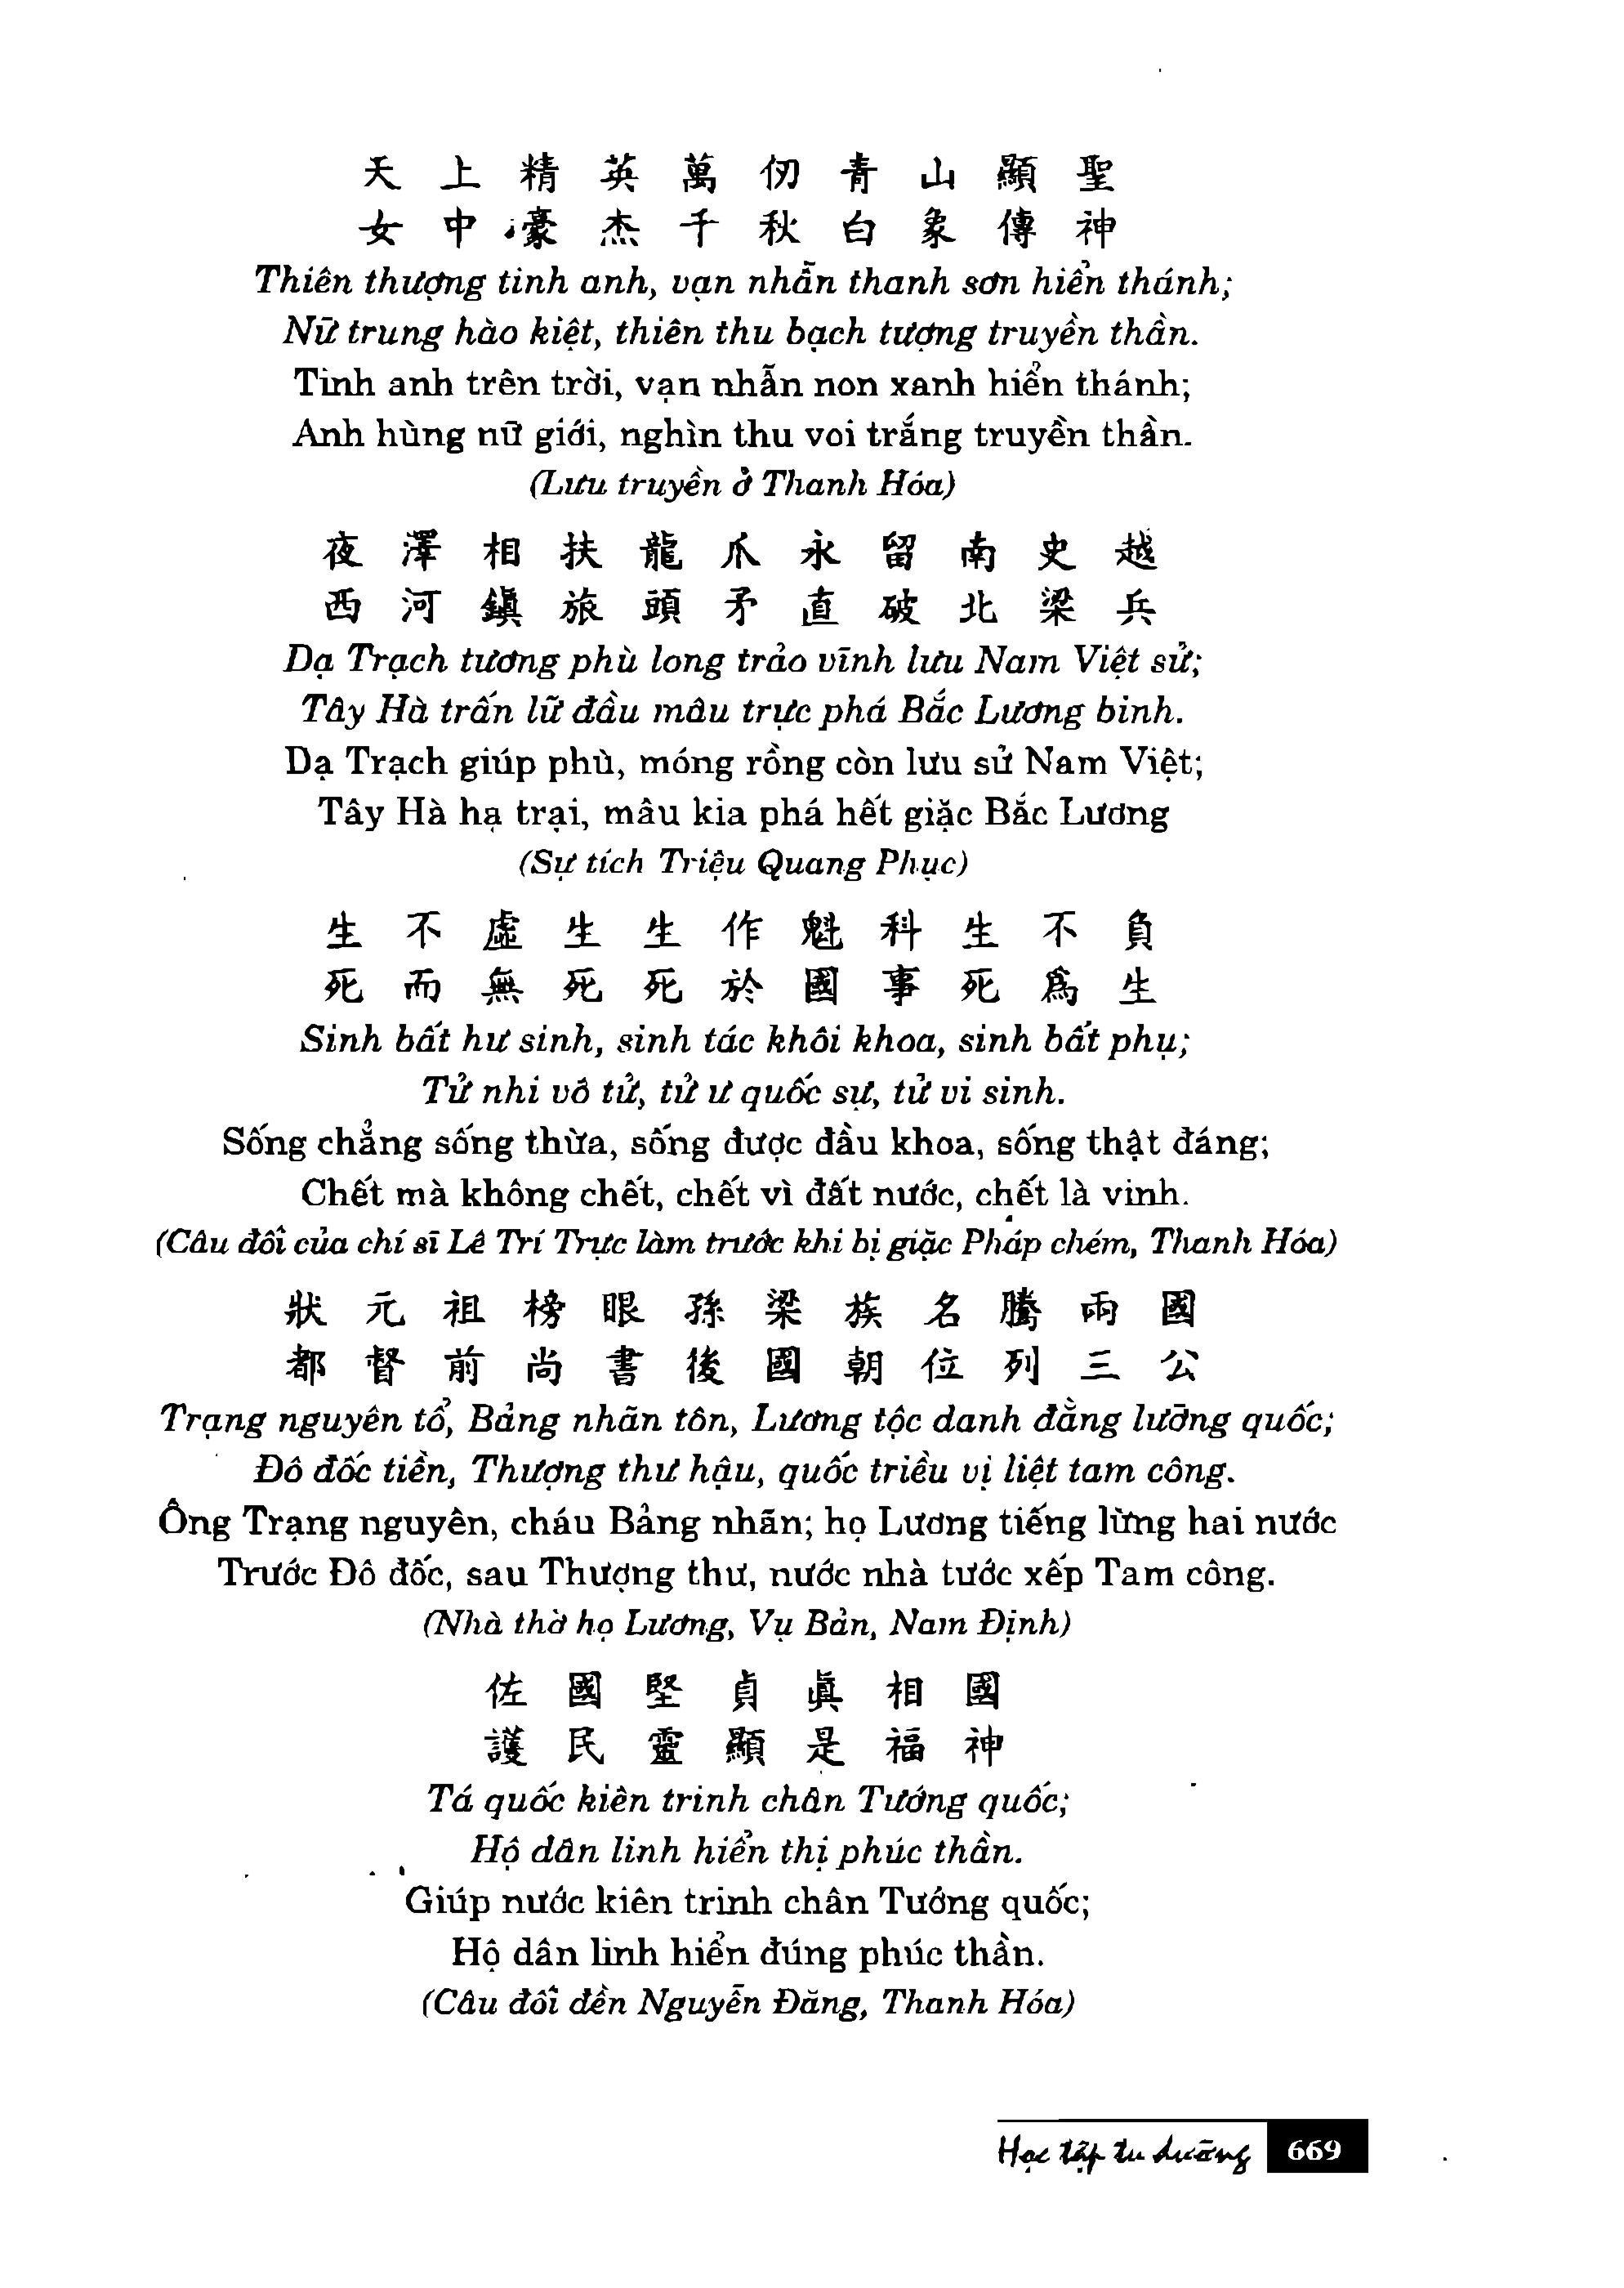 天上精英萬仞青山顯聖
女中豪杰千秋白象傳神
Thiên thượng tinh anh, vạn nhẫn thanh sơn hiển thánh;
Nữ trung hào kiệt, thiên thu bạch tượng truyền thần.
Tinh anh trên trời, vạn nhẫn non xanh hiển thánh;
Anh hùng nữ giới, nghìn thu voi trắng truyền thần.
(Lưu truyền ở Thanh Hóa)
夜澤相扶龍爪永留南史越
西河鎮旅頭矛直破北梁兵
Dạ Trạch tương phù long trảo vĩnh lưu Nam Việt sử;
Tây Hà trấn lữ đầu mâu trực phá Bắc Lương binh.
Dạ Trạch giúp phù, móng rồng còn lưu sử Nam Việt;
Tây Hà hạ trại, mâu kia phá hết giặc Bắc Lương
(Sự tích Triệu Quang Phục)
生不虛生生作魁科生不負
死而無死死於國事死爲生
Sinh bất hư sinh, sinh tác khôi khoa, sinh bất phụ;
Tử nhi vô tử, tử ư quốc sự, tử vi sinh.
Sống chẳng sống thừa, sống được đầu khoa, sống thật đáng;
Chết mà không chết, chết vì đất nước, chết là vinh.
(Câu đối của chí sĩ Lê Trí Trực làm trước khi bị giặc Pháp chém, Thanh Hóa)
狀元祖榜眼孫梁族名騰兩國
都督前尚書後國朝位列三公
Trạng nguyên tổ, Bảng nhãn tôn, Lương tộc danh đằng lưỡng quốc;
Đô đốc tiền, Thượng thư hậu, quốc triều vị liệt tam công.
Ông Trạng nguyên, cháu Bảng nhãn; họ Lương tiếng lừng hai nước
Trước Đô đốc, sau Thượng thư, nước nhà tước xếp Tam công.
(Nhà thờ họ Lương, Vụ Bản, Nam Định)
佐國堅貞眞相國
護民靈顯是福神
Tá quốc kiên trinh chân Tướng quốc;
Hộ dân linh hiển thị phúc thần.
Giúp nước kiên trinh chân Tướng quốc;
Hộ dân linh hiển đúng phúc thần.
(Câu đối đền Nguyễn Đăng, Thanh Hóa)
Học tập tu dưỡng 669